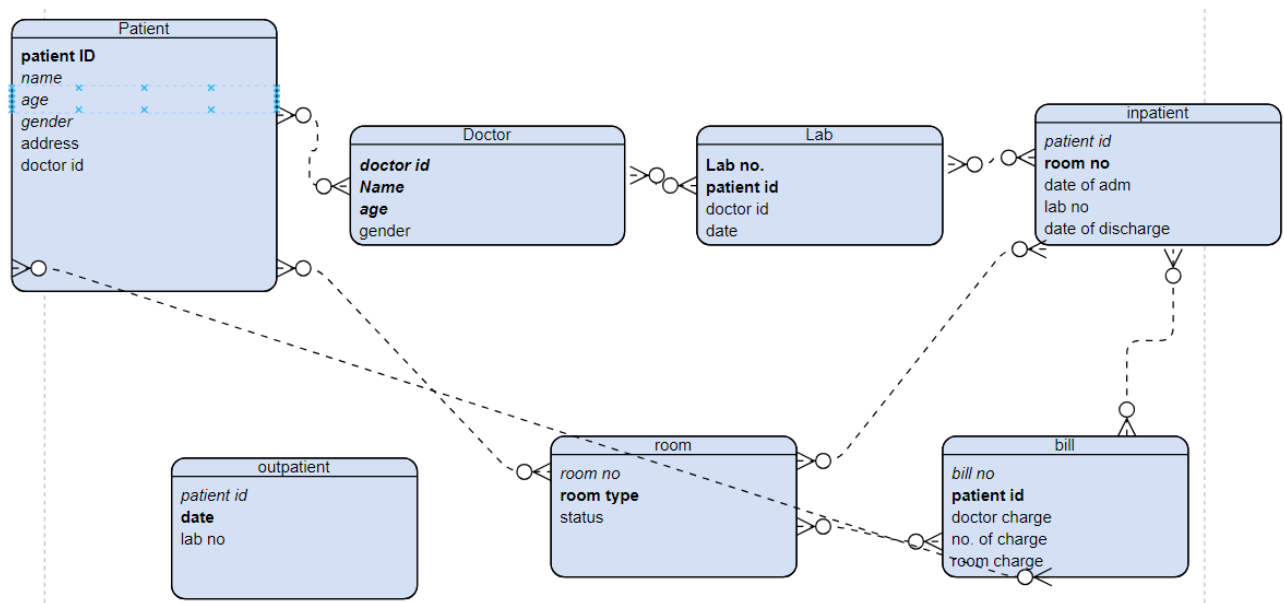 Patient
patient ID
name
age
gender
address
doctor id
Doctor
doctor id
Name
age
gender
Lab
Lab no.
patient id
doctor id
date
inpatient
patient id
room no
date of adm
lab no
date of discharge
outpatient
patient id
date
lab no
room
room no
room type
status
bill
bill no
patient id
doctor charge
no. of charge
room charge